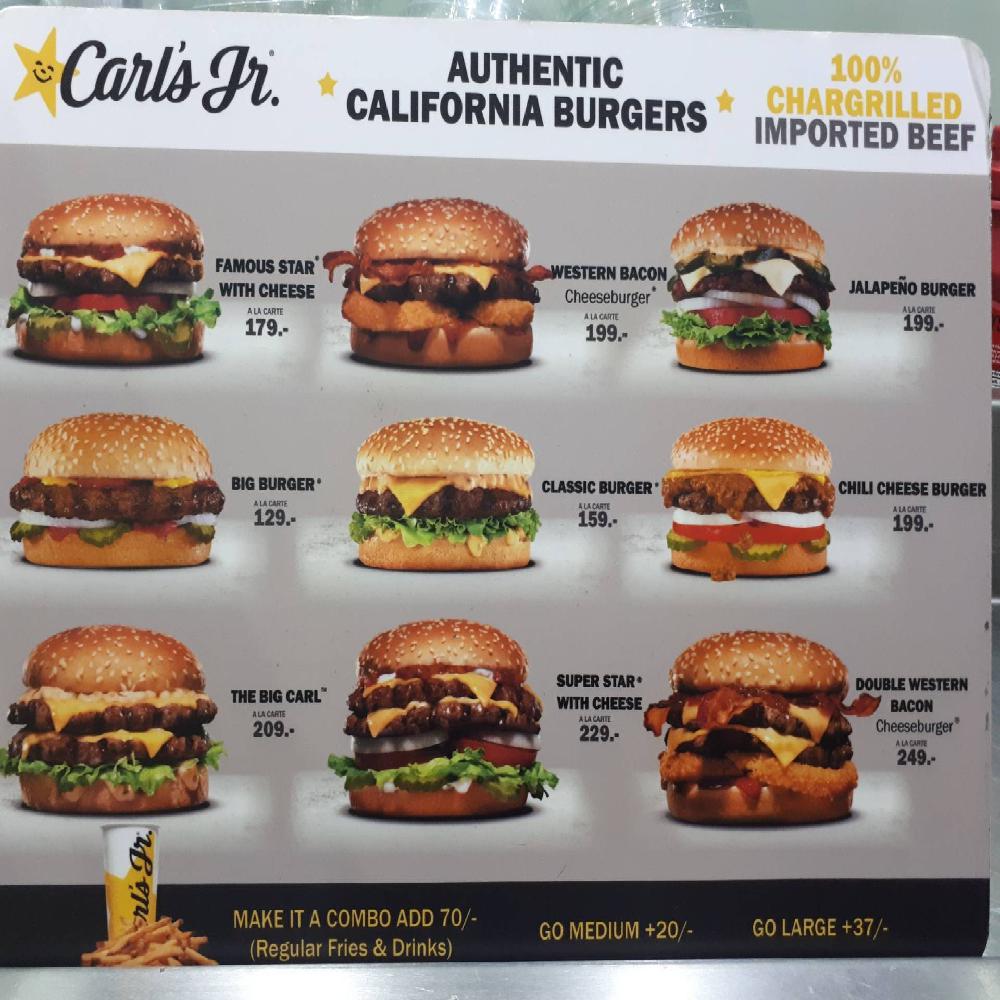 Carl's Jr.®
AUTHENTIC
CALIFORNIA BURGERS
100%
CHARGRILLED
IMPORTED BEEF
FAMOUS STAR®
WITH CHEESE
A LA CARTE
179.-
WESTERN BACON
Cheeseburger®
A LA CARTE
199.-
JALAPEÑO BURGER
A LA CARTE
199.-
BIG BURGER®
A LA CARTE
129.-
CLASSIC BURGER®
A LA CARTE
159.-
CHILI CHEESE BURGER
A LA CARTE
199.-
THE BIG CARL™
A LA CARTE
209.-
SUPER STAR®
WITH CHEESE
A LA CARTE
229.-
DOUBLE WESTERN
BACON
Cheeseburger®
A LA CARTE
249.-
rl's Jr.
MAKE IT A COMBO ADD 70/-
(Regular Fries & Drinks)
GO MEDIUM +20/-
GO LARGE +37/-